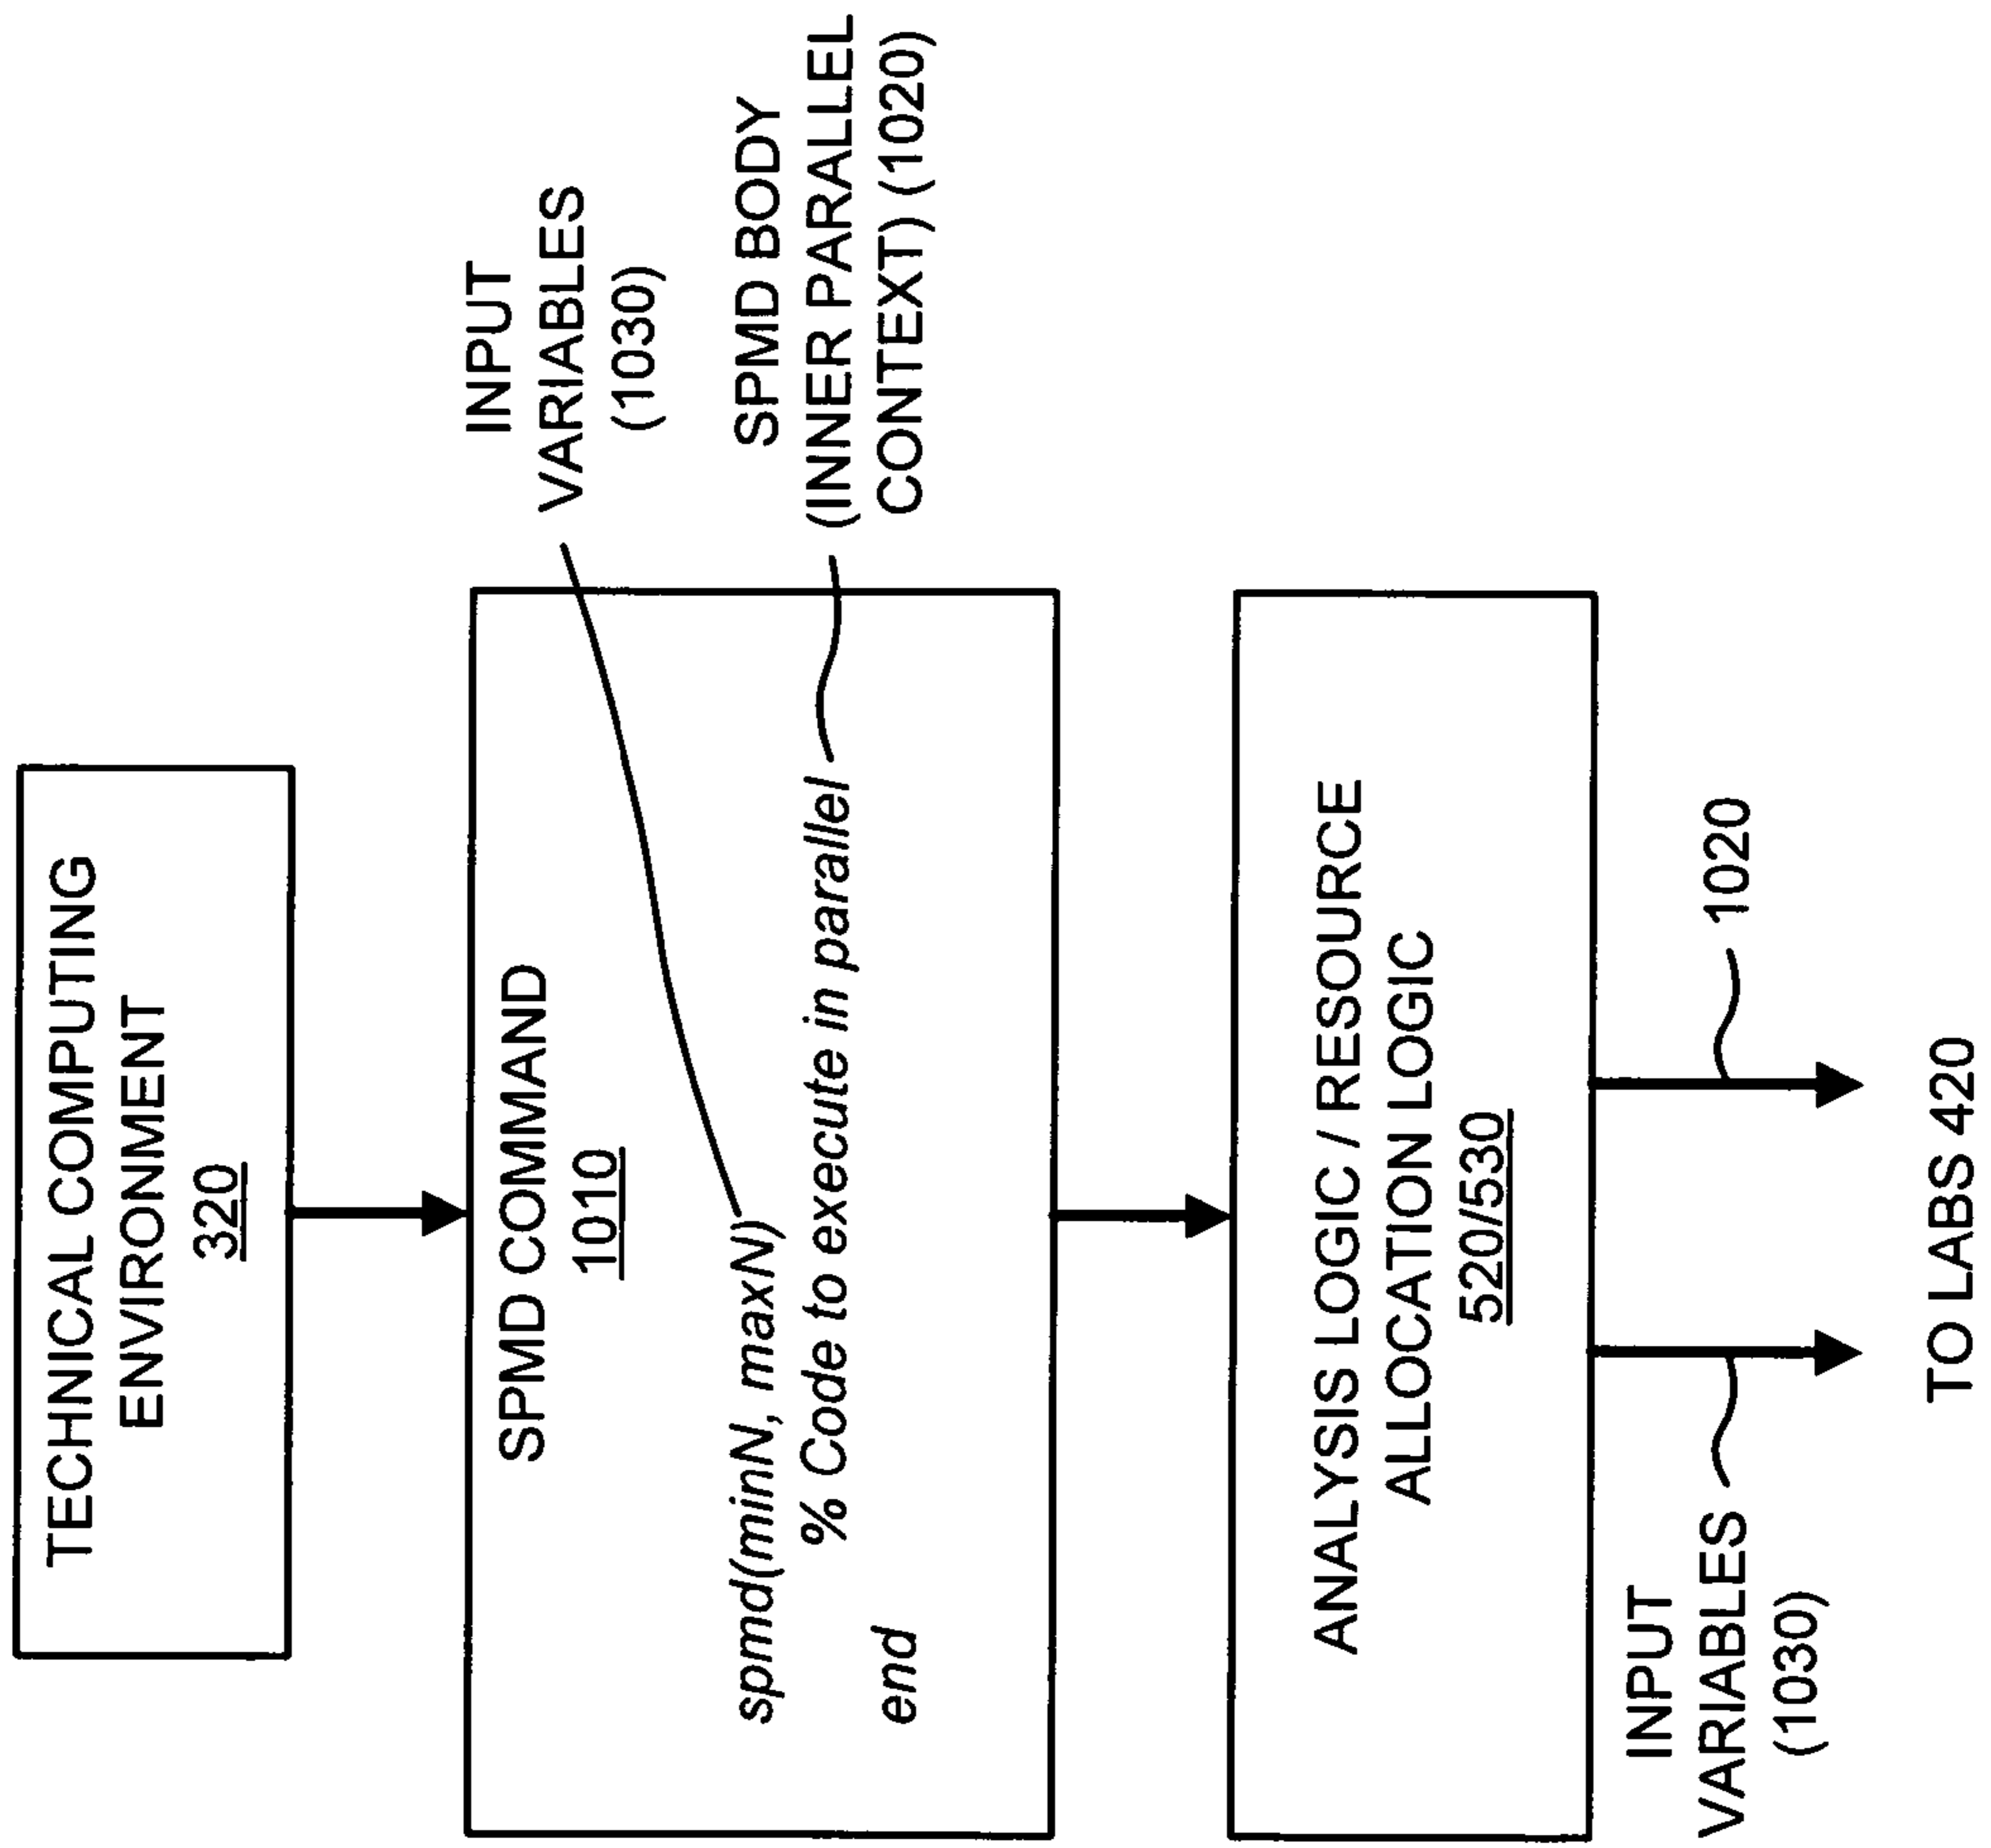 TECHNICAL COMPUTING
ENVIRONMENT
320
SPMD COMMAND
1010
spmd(minN, maxN)
% Code to execute in parallel
end
INPUT
VARIABLES
(1030)
SPMD BODY
(INNER PARALLEL
CONTEXT) (1020)
ANALYSIS LOGIC / RESOURCE
ALLOCATION LOGIC
520/530
INPUT
VARIABLES
(1030)
1020
TO LABS 420